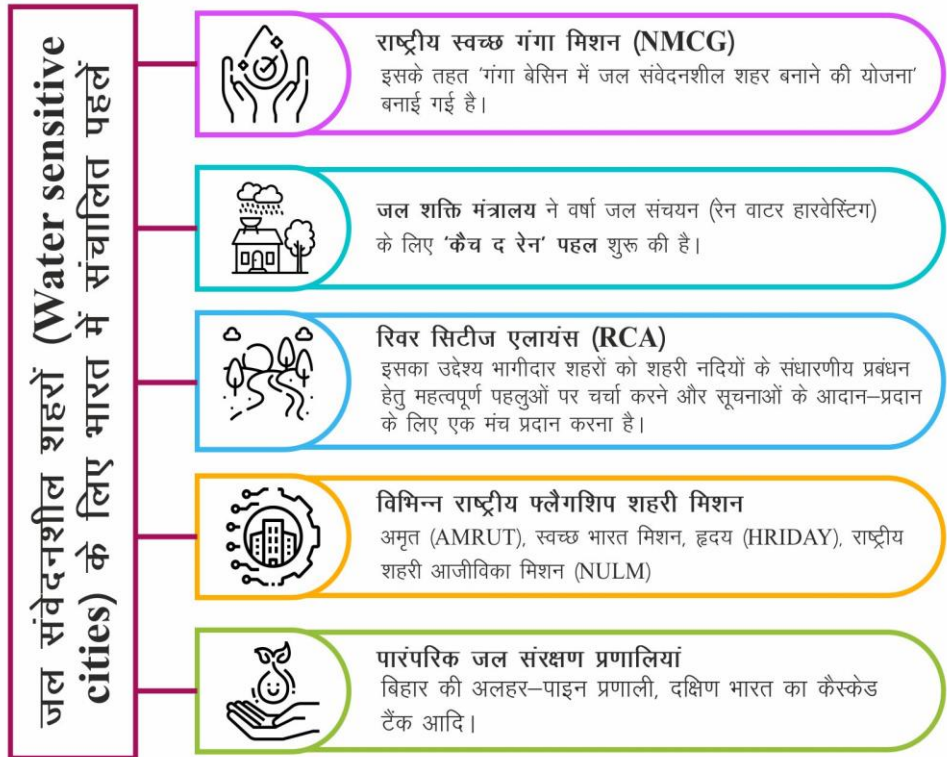 जल संवेदनशील शहरों (Water sensitive
cities) के लिए भारत में संचालित पहलें
राष्ट्रीय स्वच्छ गंगा मिशन (NMCG)
इसके तहत 'गंगा बेसिन में जल संवेदनशील शहर बनाने की योजना'
बनाई गई है।
जल शक्ति मंत्रालय ने वर्षा जल संचयन (रेन वाटर हारवेस्टिंग)
के लिए 'कैच द रेन' पहल शुरू की है।
रिवर सिटीज एलायंस (RCA)
इसका उद्देश्य भागीदार शहरों को शहरी नदियों के संधारणीय प्रबंधन
हेतु महत्वपूर्ण पहलुओं पर चर्चा करने और सूचनाओं के आदान–प्रदान
के लिए एक मंच प्रदान करना है।
विभिन्न राष्ट्रीय फ्लैगशिप शहरी मिशन
अमृत (AMRUT), स्वच्छ भारत मिशन, हृदय (HRIDAY), राष्ट्रीय
शहरी आजीविका मिशन (NULM)
पारंपरिक जल संरक्षण प्रणालियां
बिहार की अलहर–पाइन प्रणाली, दक्षिण भारत का कैस्केड
टैंक आदि।